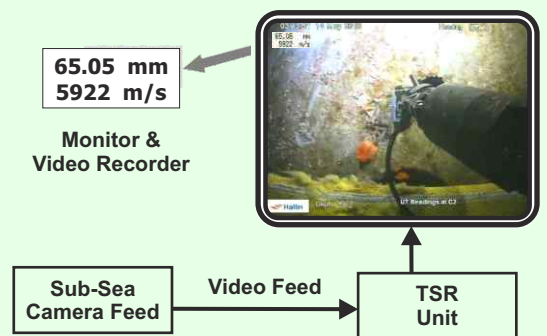 65.05 mm
5922 m/s
65.05 mm
5922 m/s
Monitor &
Video Recorder
Hallin
UT Readings at C2
Sub-Sea
Camera Feed
Video Feed
TSR
Unit